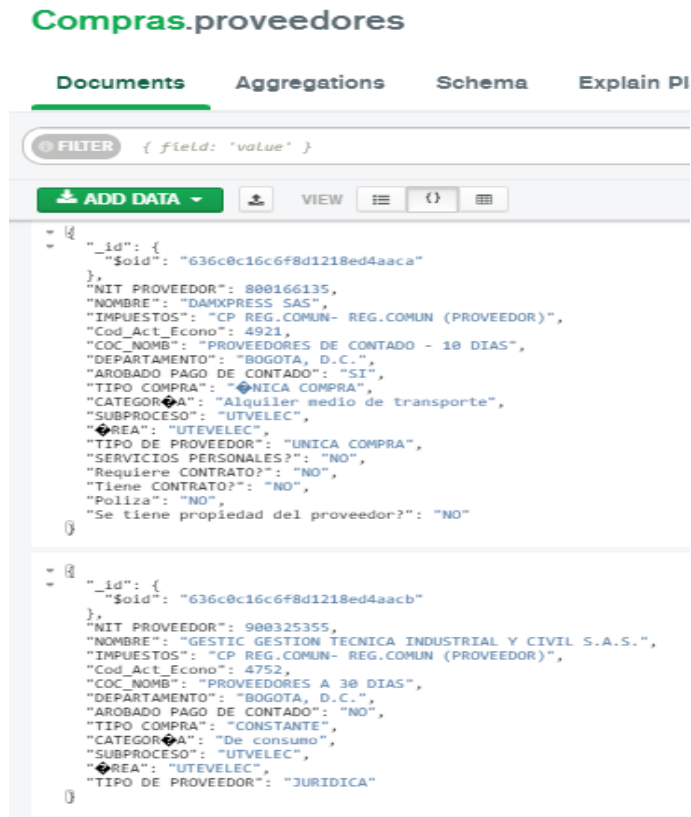 Compras.proveedores
Documents Aggregations Schema Explain Pl
FILTER { field: 'value' }
ADD DATA VIEW {}
{
"_id": {
"$oid": "636c0c16c6f8d1218ed4aaca"
},
"NIT PROVEEDOR": 800166135,
"NOMBRE": "DAMXPRESS SAS",
"IMPUESTOS": "CP REG.COMUN- REG.COMUN (PROVEEDOR)",
"Cod_Act_Econo": 4921,
"COC_NOMB": "PROVEEDORES DE CONTADO - 10 DIAS",
"DEPARTAMENTO": "BOGOTA, D.C.",
"AROBADO PAGO DE CONTADO": "SI",
"TIPO COMPRA": "�NICA COMPRA",
"CATEGOR�A": "Alquiler medio de transporte",
"SUBPROCESO": "UTVELEC",
"�REA": "UTEVELEC",
"TIPO DE PROVEEDOR": "UNICA COMPRA",
"SERVICIOS PERSONALES?": "NO",
"Requiere CONTRATO?": "NO",
"Tiene CONTRATO?": "NO",
"Poliza": "NO",
"Se tiene propiedad del proveedor?": "NO"
}
{
"_id": {
"$oid": "636c0c16c6f8d1218ed4aacb"
},
"NIT PROVEEDOR": 900325355,
"NOMBRE": "GESTIC GESTION TECNICA INDUSTRIAL Y CIVIL S.A.S.",
"IMPUESTOS": "CP REG.COMUN- REG.COMUN (PROVEEDOR)",
"Cod_Act_Econo": 4752,
"COC_NOMB": "PROVEEDORES A 30 DIAS",
"DEPARTAMENTO": "BOGOTA, D.C.",
"AROBADO PAGO DE CONTADO": "NO",
"TIPO COMPRA": "CONSTANTE",
"CATEGOR�A": "De consumo",
"SUBPROCESO": "UTVELEC",
"�REA": "UTEVELEC",
"TIPO DE PROVEEDOR": "JURIDICA"
}